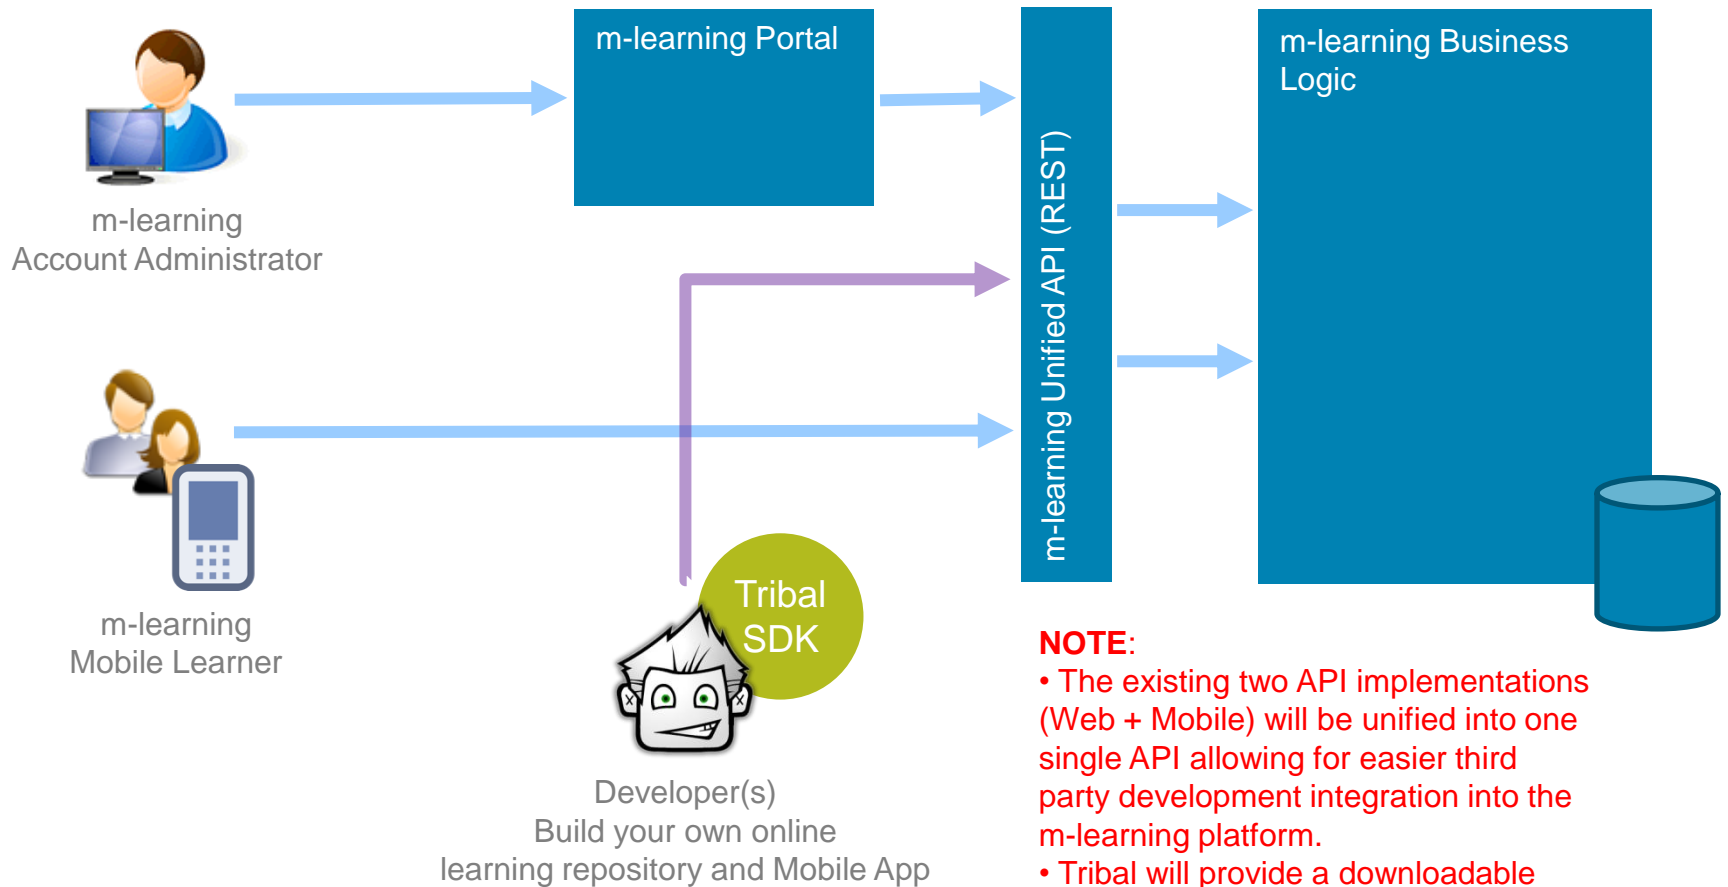 m-learning Portal
m-learning Business
Logic
m-learning Unified API (REST)
m-learning
Account Administrator
m-learning
Mobile Learner
Tribal
SDK
Developer(s)
Build your own online
learning repository and Mobile App
NOTE:
• The existing two API implementations
(Web + Mobile) will be unified into one
single API allowing for easier third
party development integration into the
m-learning platform.
• Tribal will provide a downloadable